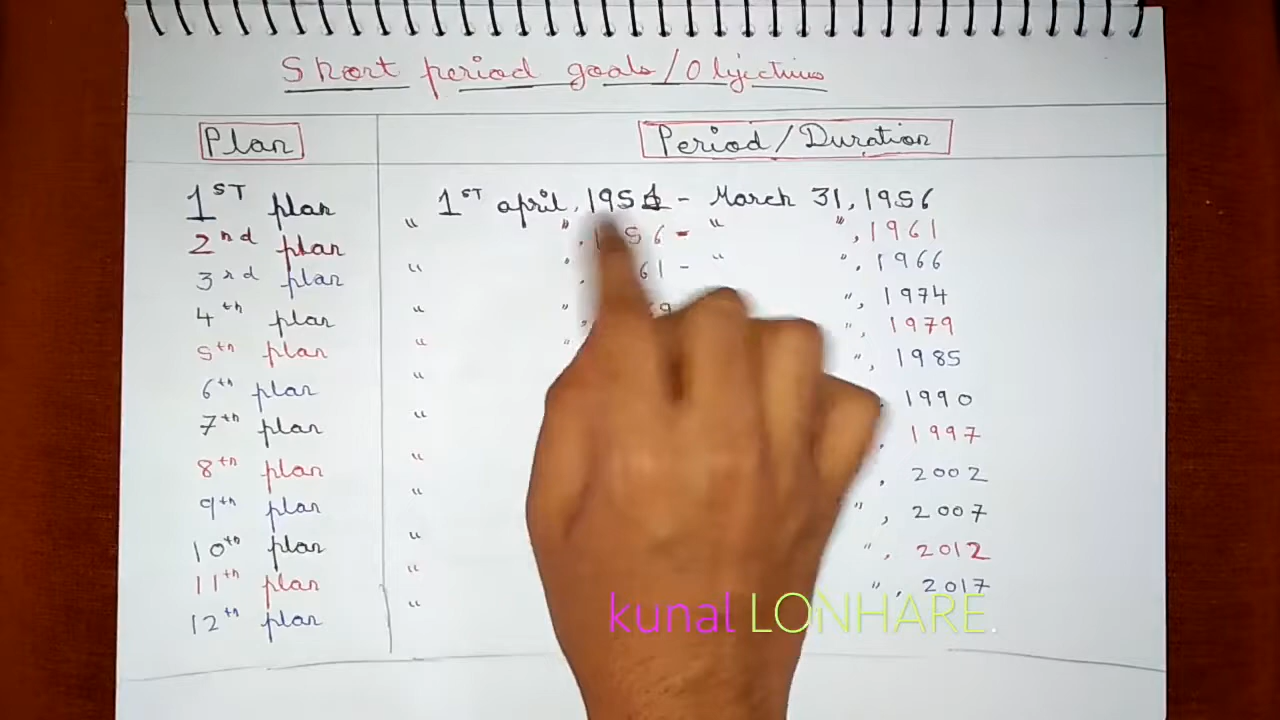 Short period goals/Objectives
Plan Period/Duration
1ST plan 1ST april, 1951 - March 31, 1956
2nd plan " ", 1956 - " ", 1961
3rd plan " ", 61 - " ", 1966
4th plan " ", 69 ", 1974
5th plan " " ", 1979
6th plan " ", 1985
7th plan " , 1990
8th plan " , 1997
9th plan " , 2002
10th plan " ", 2007
11th plan " ", 2012
12th plan " ", 2017
kunal LONHARE.